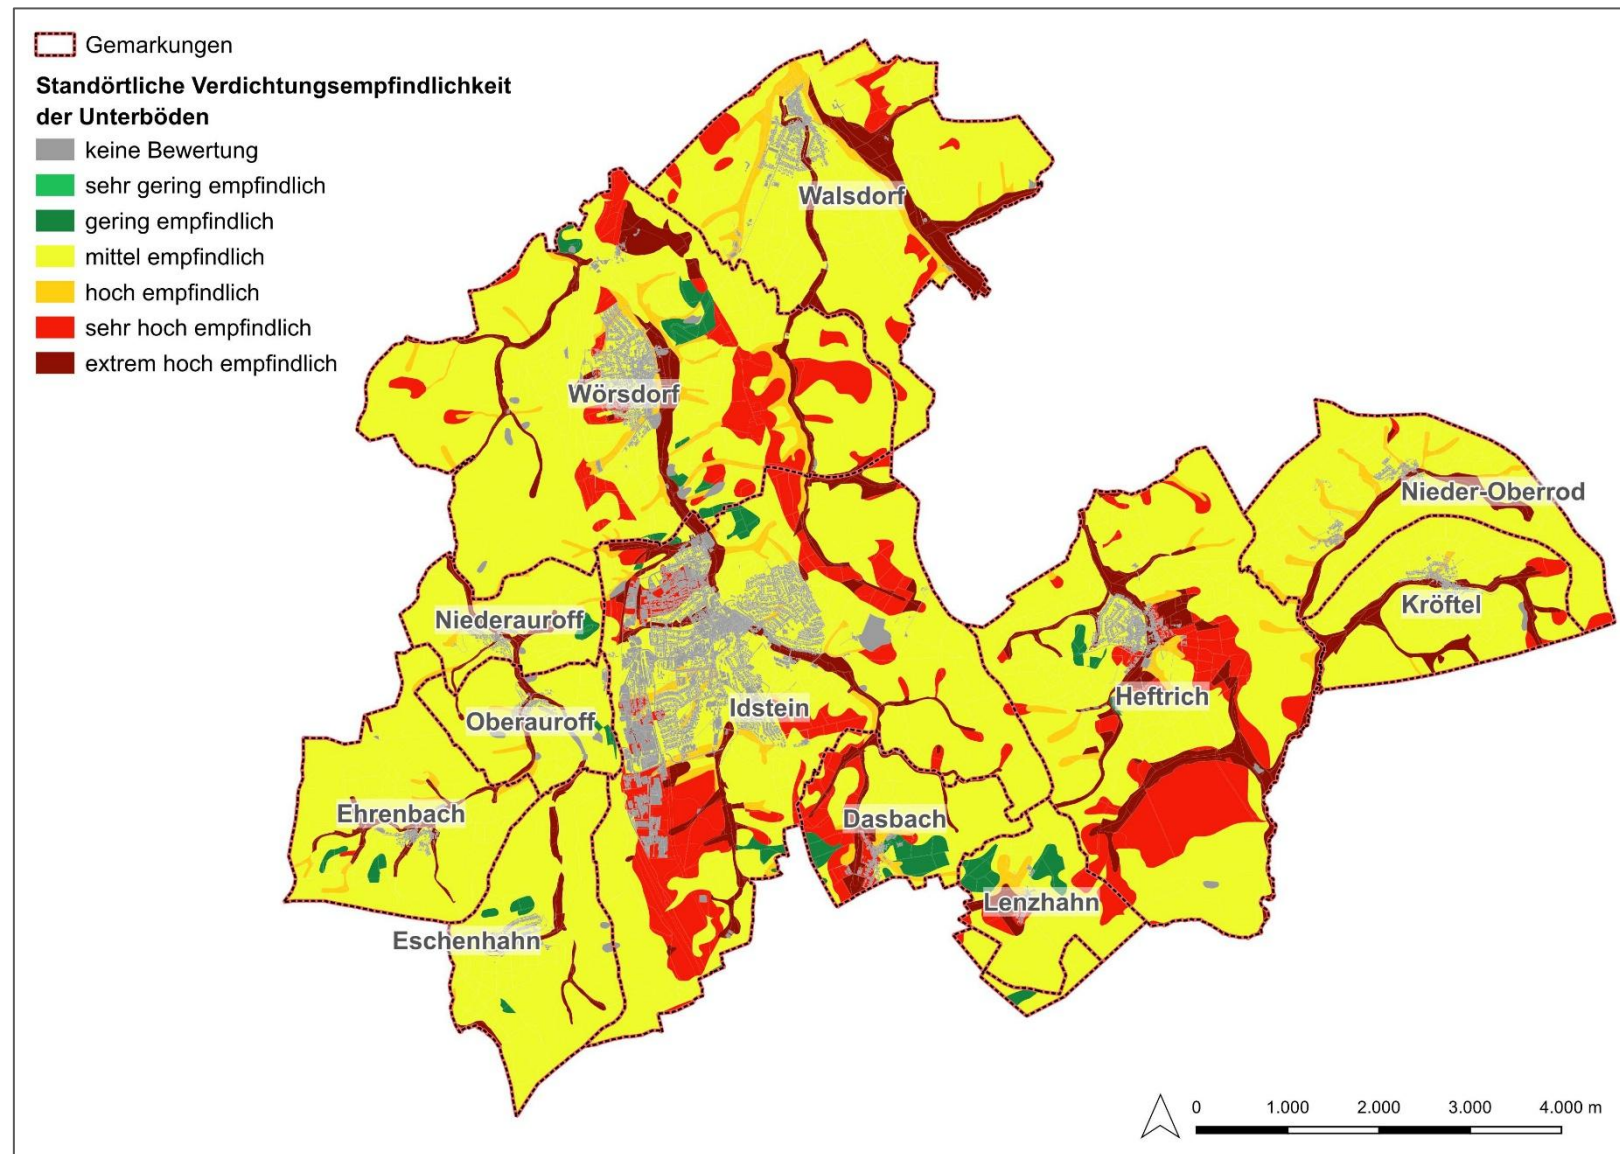 Gemarkungen
Standörtliche Verdichtungsempfindlichkeit
der Unterböden
keine Bewertung
sehr gering empfindlich
gering empfindlich
mittel empfindlich
hoch empfindlich
sehr hoch empfindlich
extrem hoch empfindlich
Walsdorf
Wörsdorf
Nieder-Oberrod
Kröftel
Niederauroff
Heftrich
Idstein
Oberauroff
Ehrenbach
Dasbach
Lenzhahn
Eschenhahn
0 1.000 2.000 3.000 4.000 m